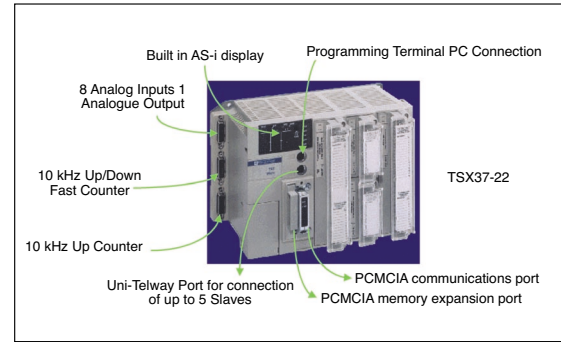 Built in AS-i display
Programming Terminal PC Connection
8 Analog Inputs 1
Analogue Output
10 kHz Up/Down
Fast Counter
TSX37-22
10 kHz Up Counter
Uni-Telway Port for connection
of up to 5 Slaves
PCMCIA communications port
PCMCIA memory expansion port